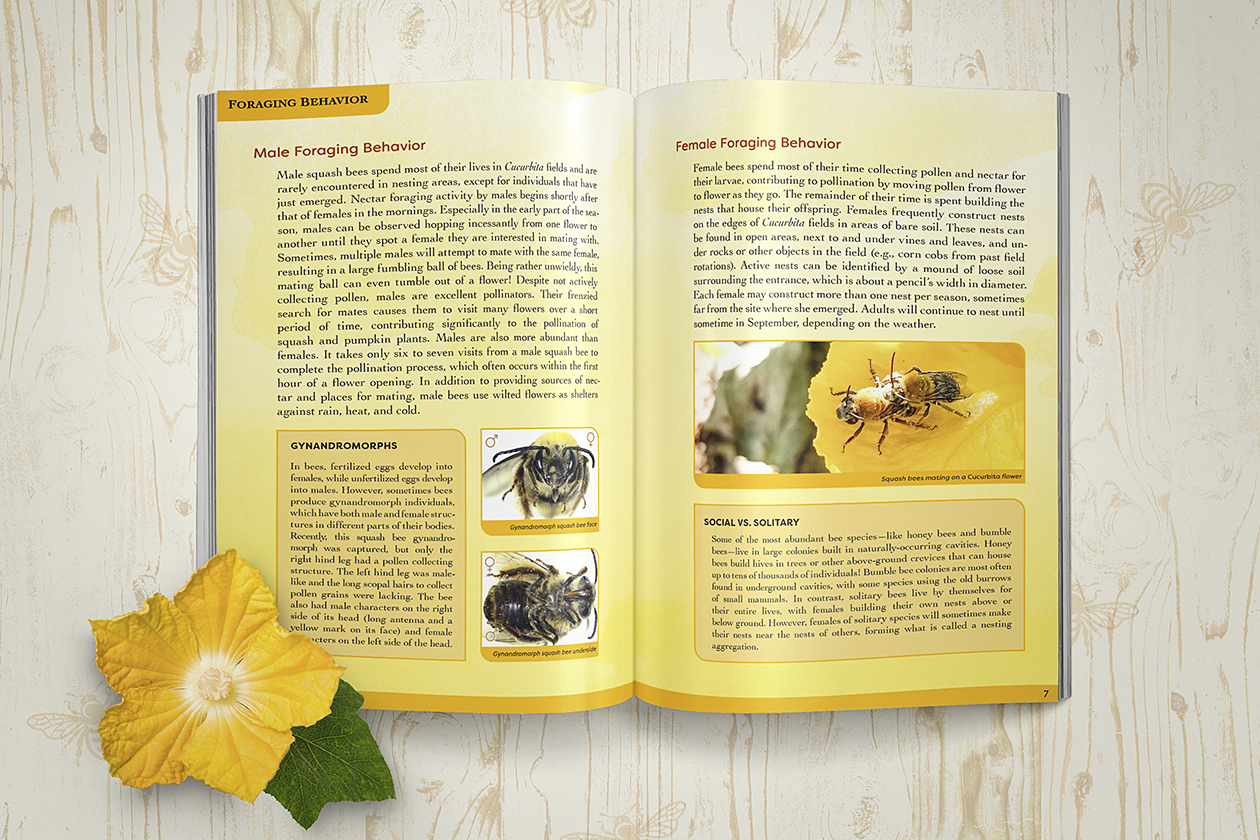 FORAGING BEHAVIOR
Male Foraging Behavior
Male squash bees spend most of their lives in Cucurbita fields and are
rarely encountered in nesting areas, except for individuals that have
just emerged. Nectar foraging activity by males begins shortly after
that of females in the mornings. Especially in the early part of the sea-
son, males can be observed hopping incessantly from one flower to
another until they spot a female they are interested in mating with.
Sometimes, multiple males will attempt to mate with the same female,
resulting in a large fumbling ball of bees. Being rather unwieldy, this
mating ball can even tumble out of a flower! Despite not actively
collecting pollen, males are excellent pollinators. Their frenzied
search for mates causes them to visit many flowers over a short
period of time, contributing significantly to the pollination of
squash and pumpkin plants. Males are also more abundant than
females. It takes only six to seven visits from a male squash bee to
complete the pollination process, which often occurs within the first
hour of a flower opening. In addition to providing sources of nec-
tar and places for mating, male bees use wilted flowers as shelters
against rain, heat, and cold.
GYNANDROMORPHS
In bees, fertilized eggs develop into
females, while unfertilized eggs develop
into males. However, sometimes bees
produce gynandromorph individuals,
which have both male and female struc-
tures in different parts of their bodies.
Recently, this squash bee gynandro-
morph was captured, but only the
right hind leg had a pollen collecting
structure. The left hind leg was male-
like and the long scopal hairs to collect
pollen grains were lacking. The bee
also had male characters on the right
side of its head (long antenna and a
yellow mark on its face) and female
characters on the left side of the head.
♂ ♀
Gynandromorph squash bee face
♀
♂
Gynandromorph squash bee underside
Female Foraging Behavior
Female bees spend most of their time collecting pollen and nectar for
their larvae, contributing to pollination by moving pollen from flower
to flower as they go. The remainder of their time is spent building the
nests that house their offspring. Females frequently construct nests
on the edges of Cucurbita fields in areas of bare soil. These nests can
be found in open areas, next to and under vines and leaves, and un-
der rocks or other objects in the field (e.g., corn cobs from past field
rotations). Active nests can be identified by a mound of loose soil
surrounding the entrance, which is about a pencil's width in diameter.
Each female may construct more than one nest per season, sometimes
far from the site where she emerged. Adults will continue to nest until
sometime in September, depending on the weather.
Squash bees mating on a Cucurbita flower
SOCIAL VS. SOLITARY
Some of the most abundant bee species—like honey bees and bumble
bees—live in large colonies built in naturally-occurring cavities. Honey
bees build hives in trees or other above-ground crevices that can house
up to tens of thousands of individuals! Bumble bee colonies are most often
found in underground cavities, with some species using the old burrows
of small mammals. In contrast, solitary bees live by themselves for
their entire lives, with females building their own nests above or
below ground. However, females of solitary species will sometimes make
their nests near the nests of others, forming what is called a nesting
aggregation.
7